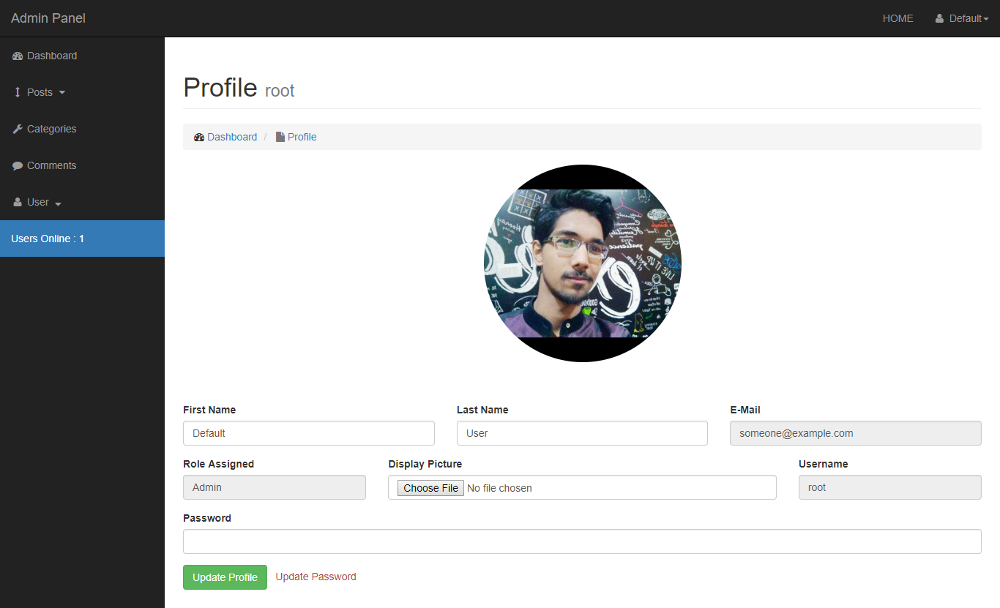 Admin Panel
HOME
Default
Dashboard
Posts
Categories
Comments
User
Users Online : 1
Profile root
Dashboard / Profile
First Name
Last Name
E-Mail
Default
User
someone@example.com
Role Assigned
Display Picture
Username
Admin
Choose File No file chosen
root
Password
Update Profile
Update Password